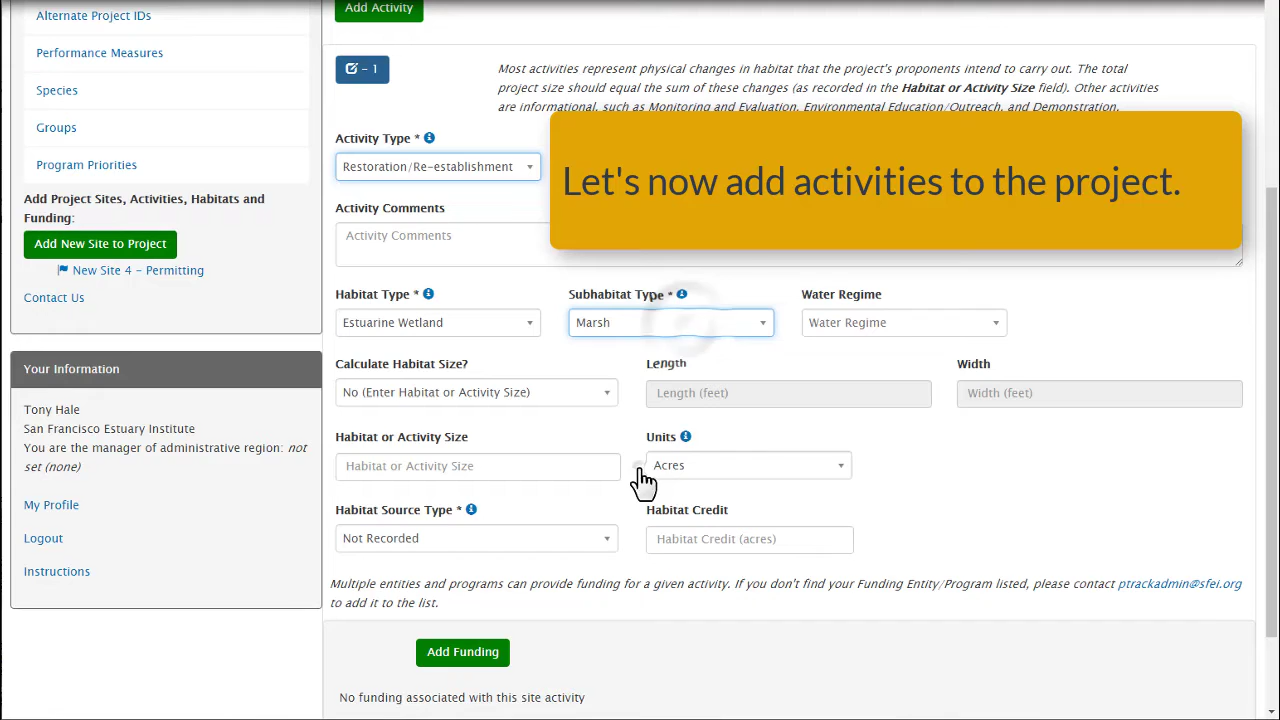 Alternate Project IDs
Performance Measures
Species
Groups
Program Priorities
Add Project Sites, Activities, Habitats and
Funding:
Add New Site to Project
New Site 4 - Permitting
Contact Us
Your Information
Tony Hale
San Francisco Estuary Institute
You are the manager of administrative region: not
set (none)
My Profile
Logout
Instructions
Add Activity
- 1
Most activities represent physical changes in habitat that the project's proponents intend to carry out. The total
project size should equal the sum of these changes (as recorded in the Habitat or Activity Size field). Other activities
are informational, such as Monitoring and Evaluation, Environmental Education/Outreach, and Demonstration.
Let's now add activities to the project.
Activity Type *
Restoration/Re-establishment
Activity Comments
Activity Comments
Habitat Type * Subhabitat Type * Water Regime
Estuarine Wetland Marsh Water Regime
Calculate Habitat Size? Length Width
No (Enter Habitat or Activity Size) Length (feet) Width (feet)
Habitat or Activity Size Units
Habitat or Activity Size Acres
Habitat Source Type * Habitat Credit
Not Recorded Habitat Credit (acres)
Multiple entities and programs can provide funding for a given activity. If you don't find your Funding Entity/Program listed, please contact ptrackadmin@sfei.org
to add it to the list.
Add Funding
No funding associated with this site activity